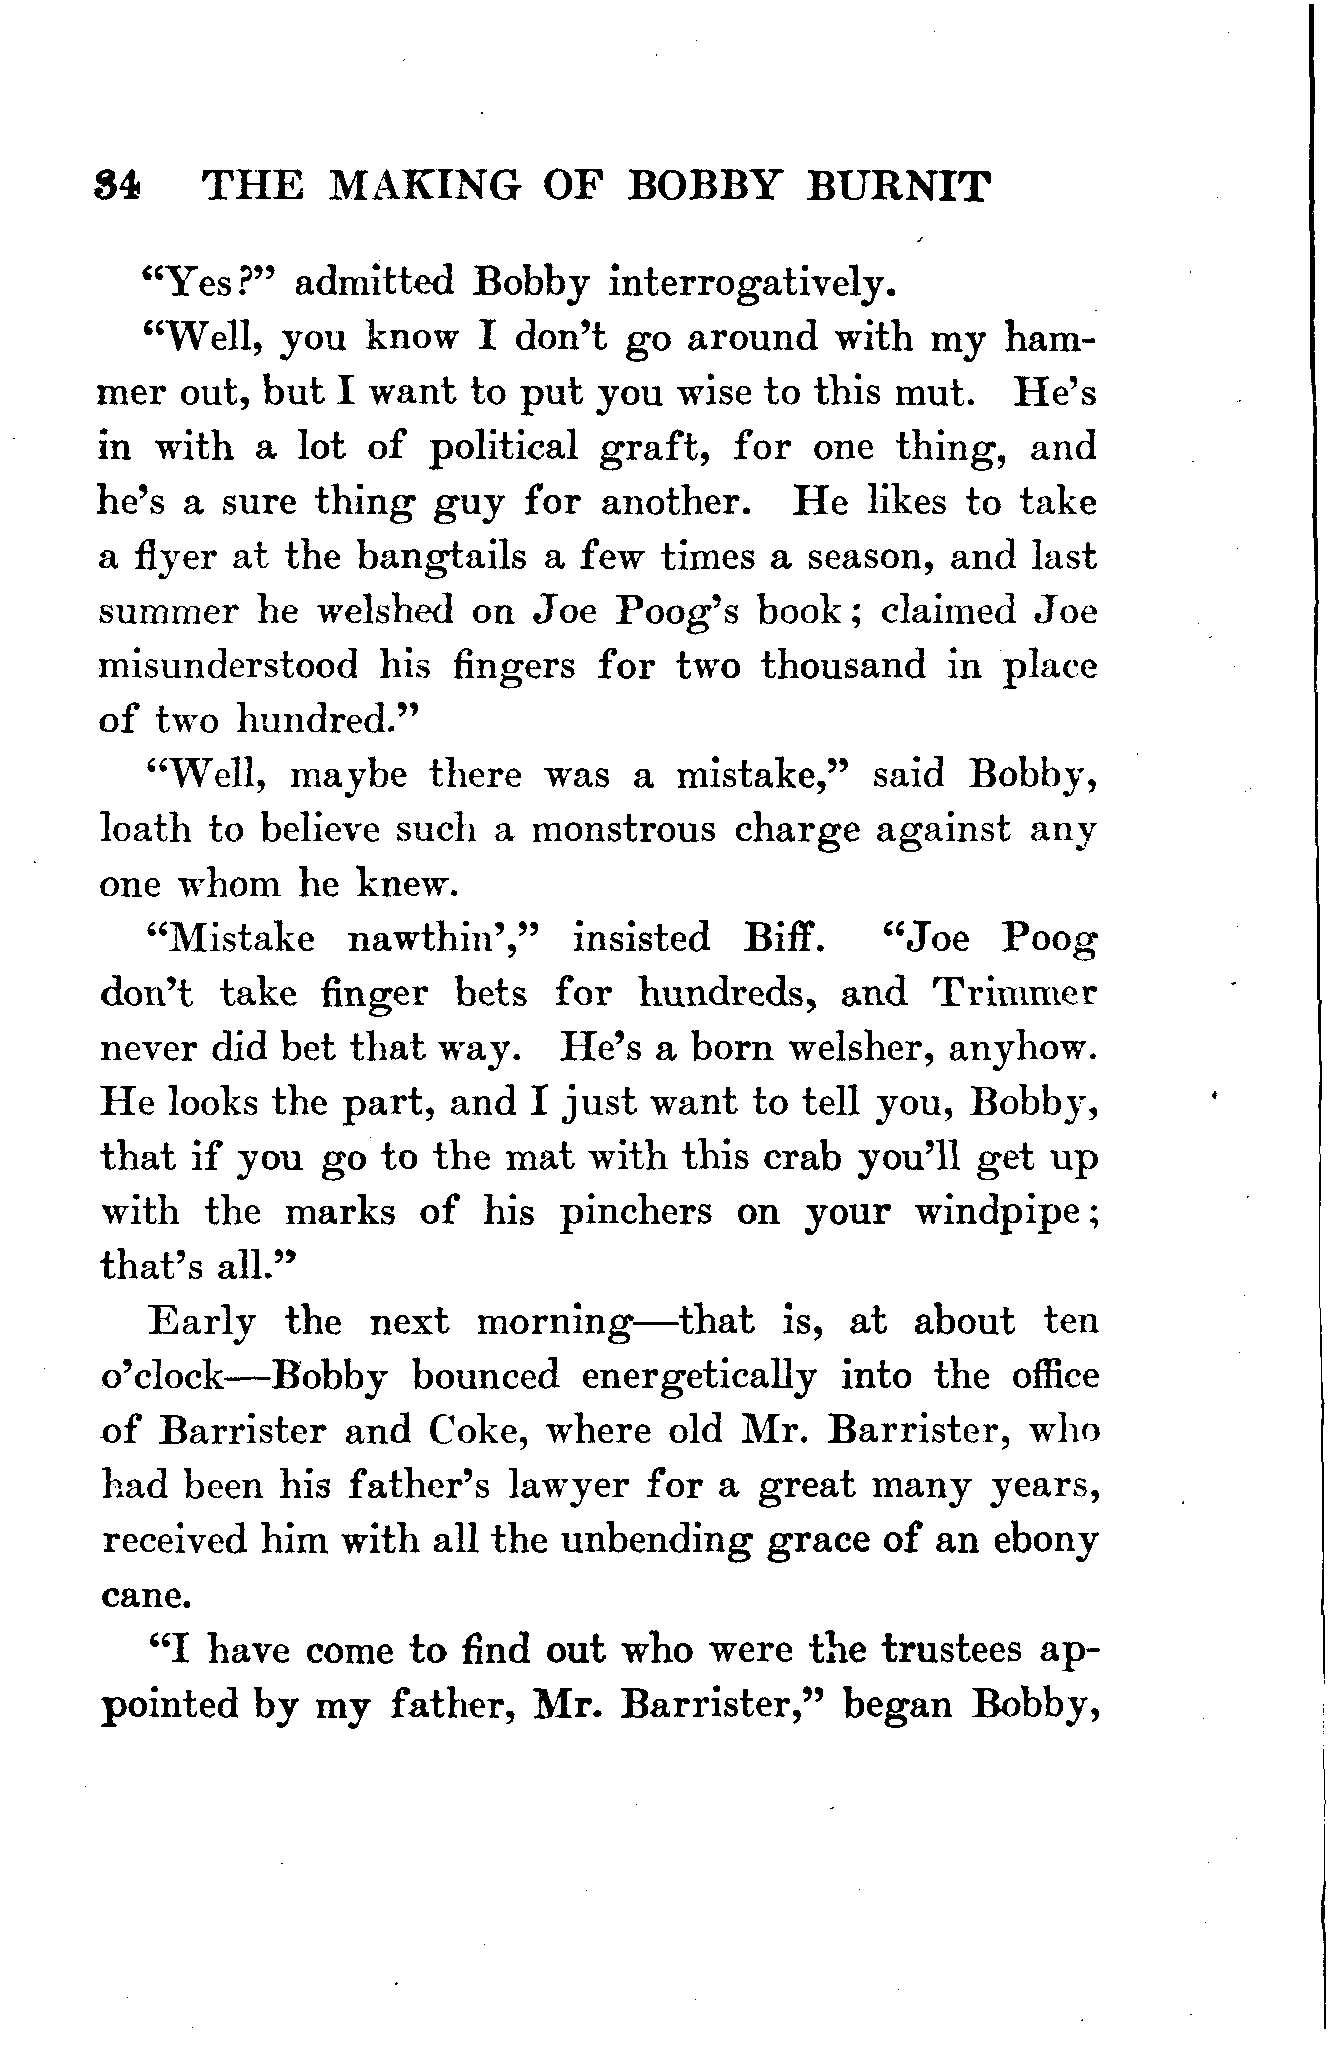 34 THE MAKING OF BOBBY BURNIT
“Yes?” admitted Bobby interrogatively.
“Well, you know I don’t go around with my ham-
mer out, but I want to put you wise to this mut. He’s
in with a lot of political graft, for one thing, and
he’s a sure thing guy for another. He likes to take
a flyer at the bangtails a few times a season, and last
summer he welshed on Joe Poog’s book; claimed Joe
misunderstood his fingers for two thousand in place
of two hundred.”
“Well, maybe there was a mistake,” said Bobby,
loath to believe such a monstrous charge against any
one whom he knew.
“Mistake nawthin’,” insisted Biff. “Joe Poog
don’t take finger bets for hundreds, and Trimmer
never did bet that way. He’s a born welsher, anyhow.
He looks the part, and I just want to tell you, Bobby,
that if you go to the mat with this crab you’ll get up
with the marks of his pinchers on your windpipe;
that’s all.”
Early the next morning—that is, at about ten
o’clock—Bobby bounced energetically into the office
of Barrister and Coke, where old Mr. Barrister, who
had been his father’s lawyer for a great many years,
received him with all the unbending grace of an ebony
cane.
“I have come to find out who were the trustees ap-
pointed by my father, Mr. Barrister,” began Bobby,